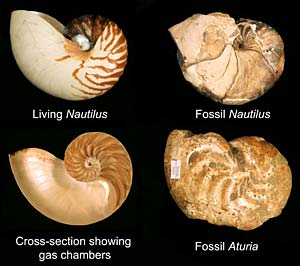 Living Nautilus
Fossil Nautilus
Cross-section showing
gas chambers
Fossil Aturia